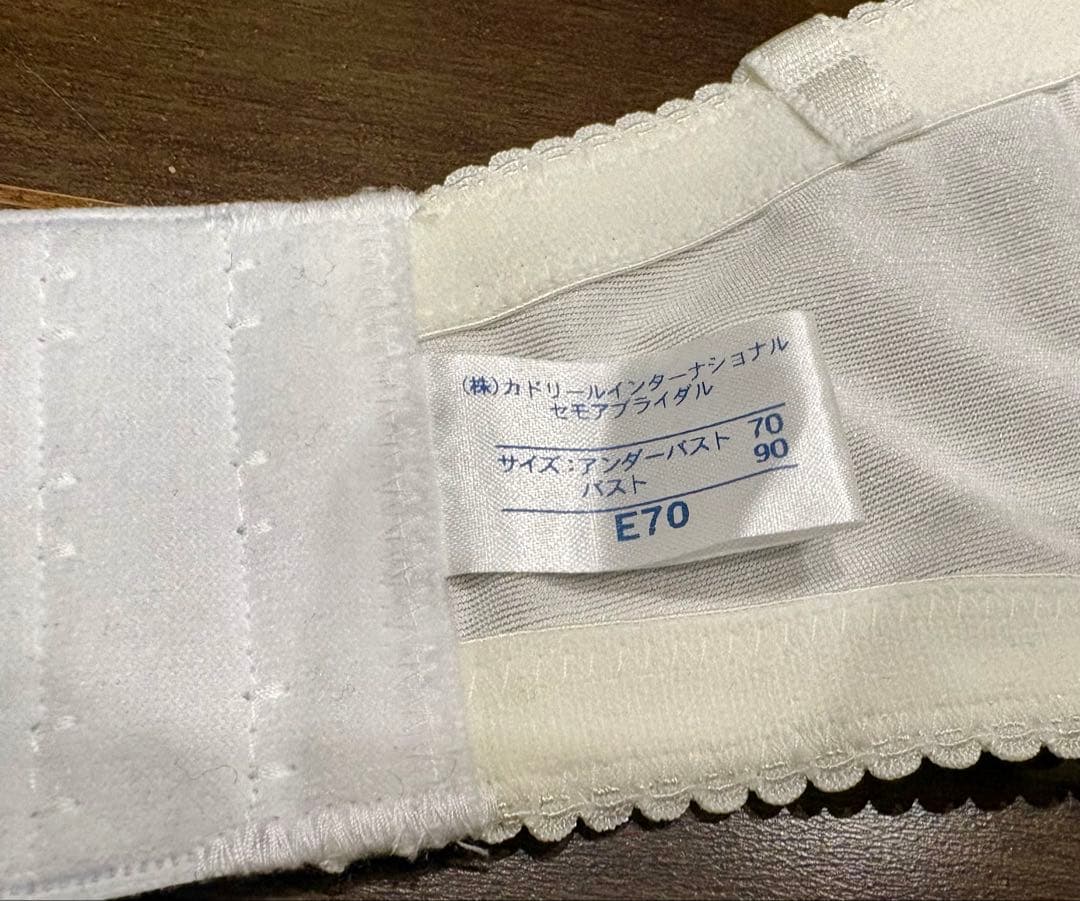 (株)カドリールインターナショナル
セモアブライダル
サイズ:アンダーバスト 70
バスト 90
E70